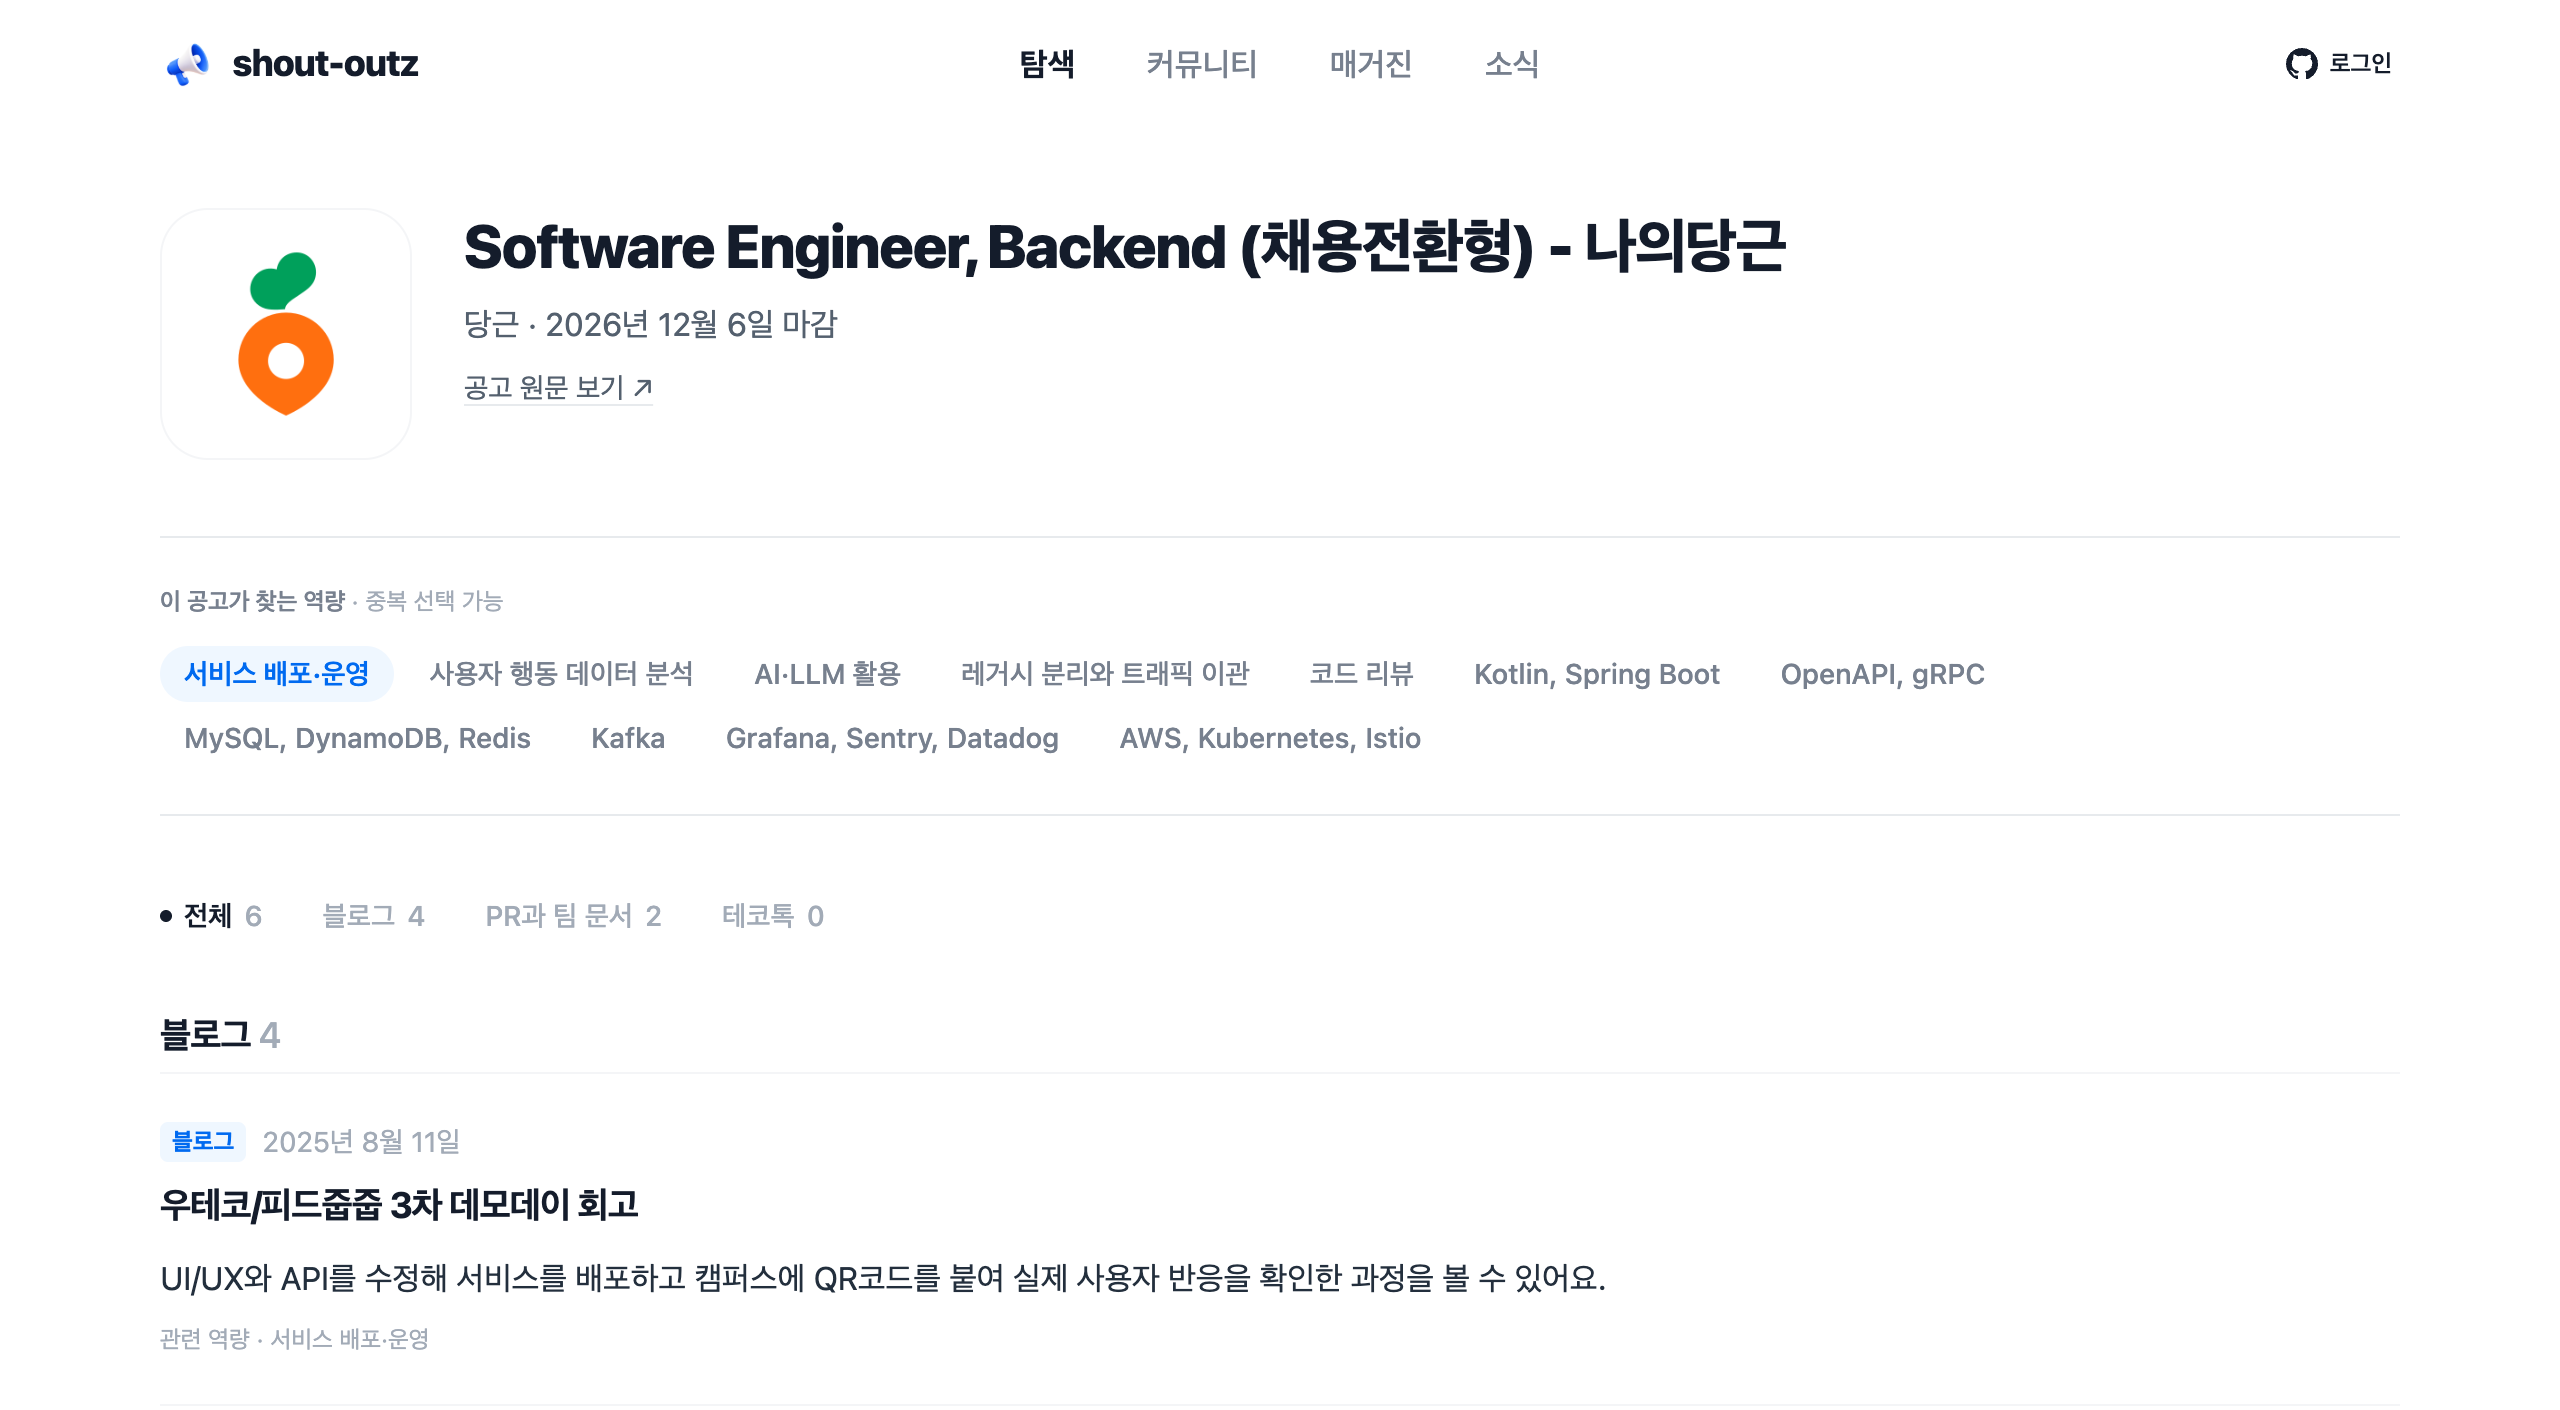 shout-outz
탐색 커뮤니티 매거진 소식
로그인
Software Engineer, Backend (채용전환형) - 나의당근
당근 · 2026년 12월 6일 마감
공고 원문 보기 ↗
이 공고가 찾는 역량 · 중복 선택 가능
서비스 배포·운영 사용자 행동 데이터 분석 AI·LLM 활용 레거시 분리와 트래픽 이관 코드 리뷰 Kotlin, Spring Boot OpenAPI, gRPC
MySQL, DynamoDB, Redis Kafka Grafana, Sentry, Datadog AWS, Kubernetes, Istio
전체 6 블로그 4 PR과 팀 문서 2 테코톡 0
블로그 4
블로그 2025년 8월 11일
우테코/피드줍줍 3차 데모데이 회고
UI/UX와 API를 수정해 서비스를 배포하고 캠퍼스에 QR코드를 붙여 실제 사용자 반응을 확인한 과정을 볼 수 있어요.
관련 역량 · 서비스 배포·운영